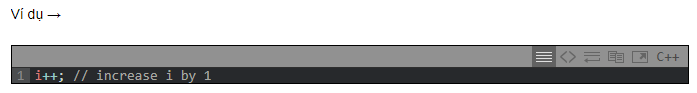 Ví dụ →
C++
1 i++; // increase i by 1